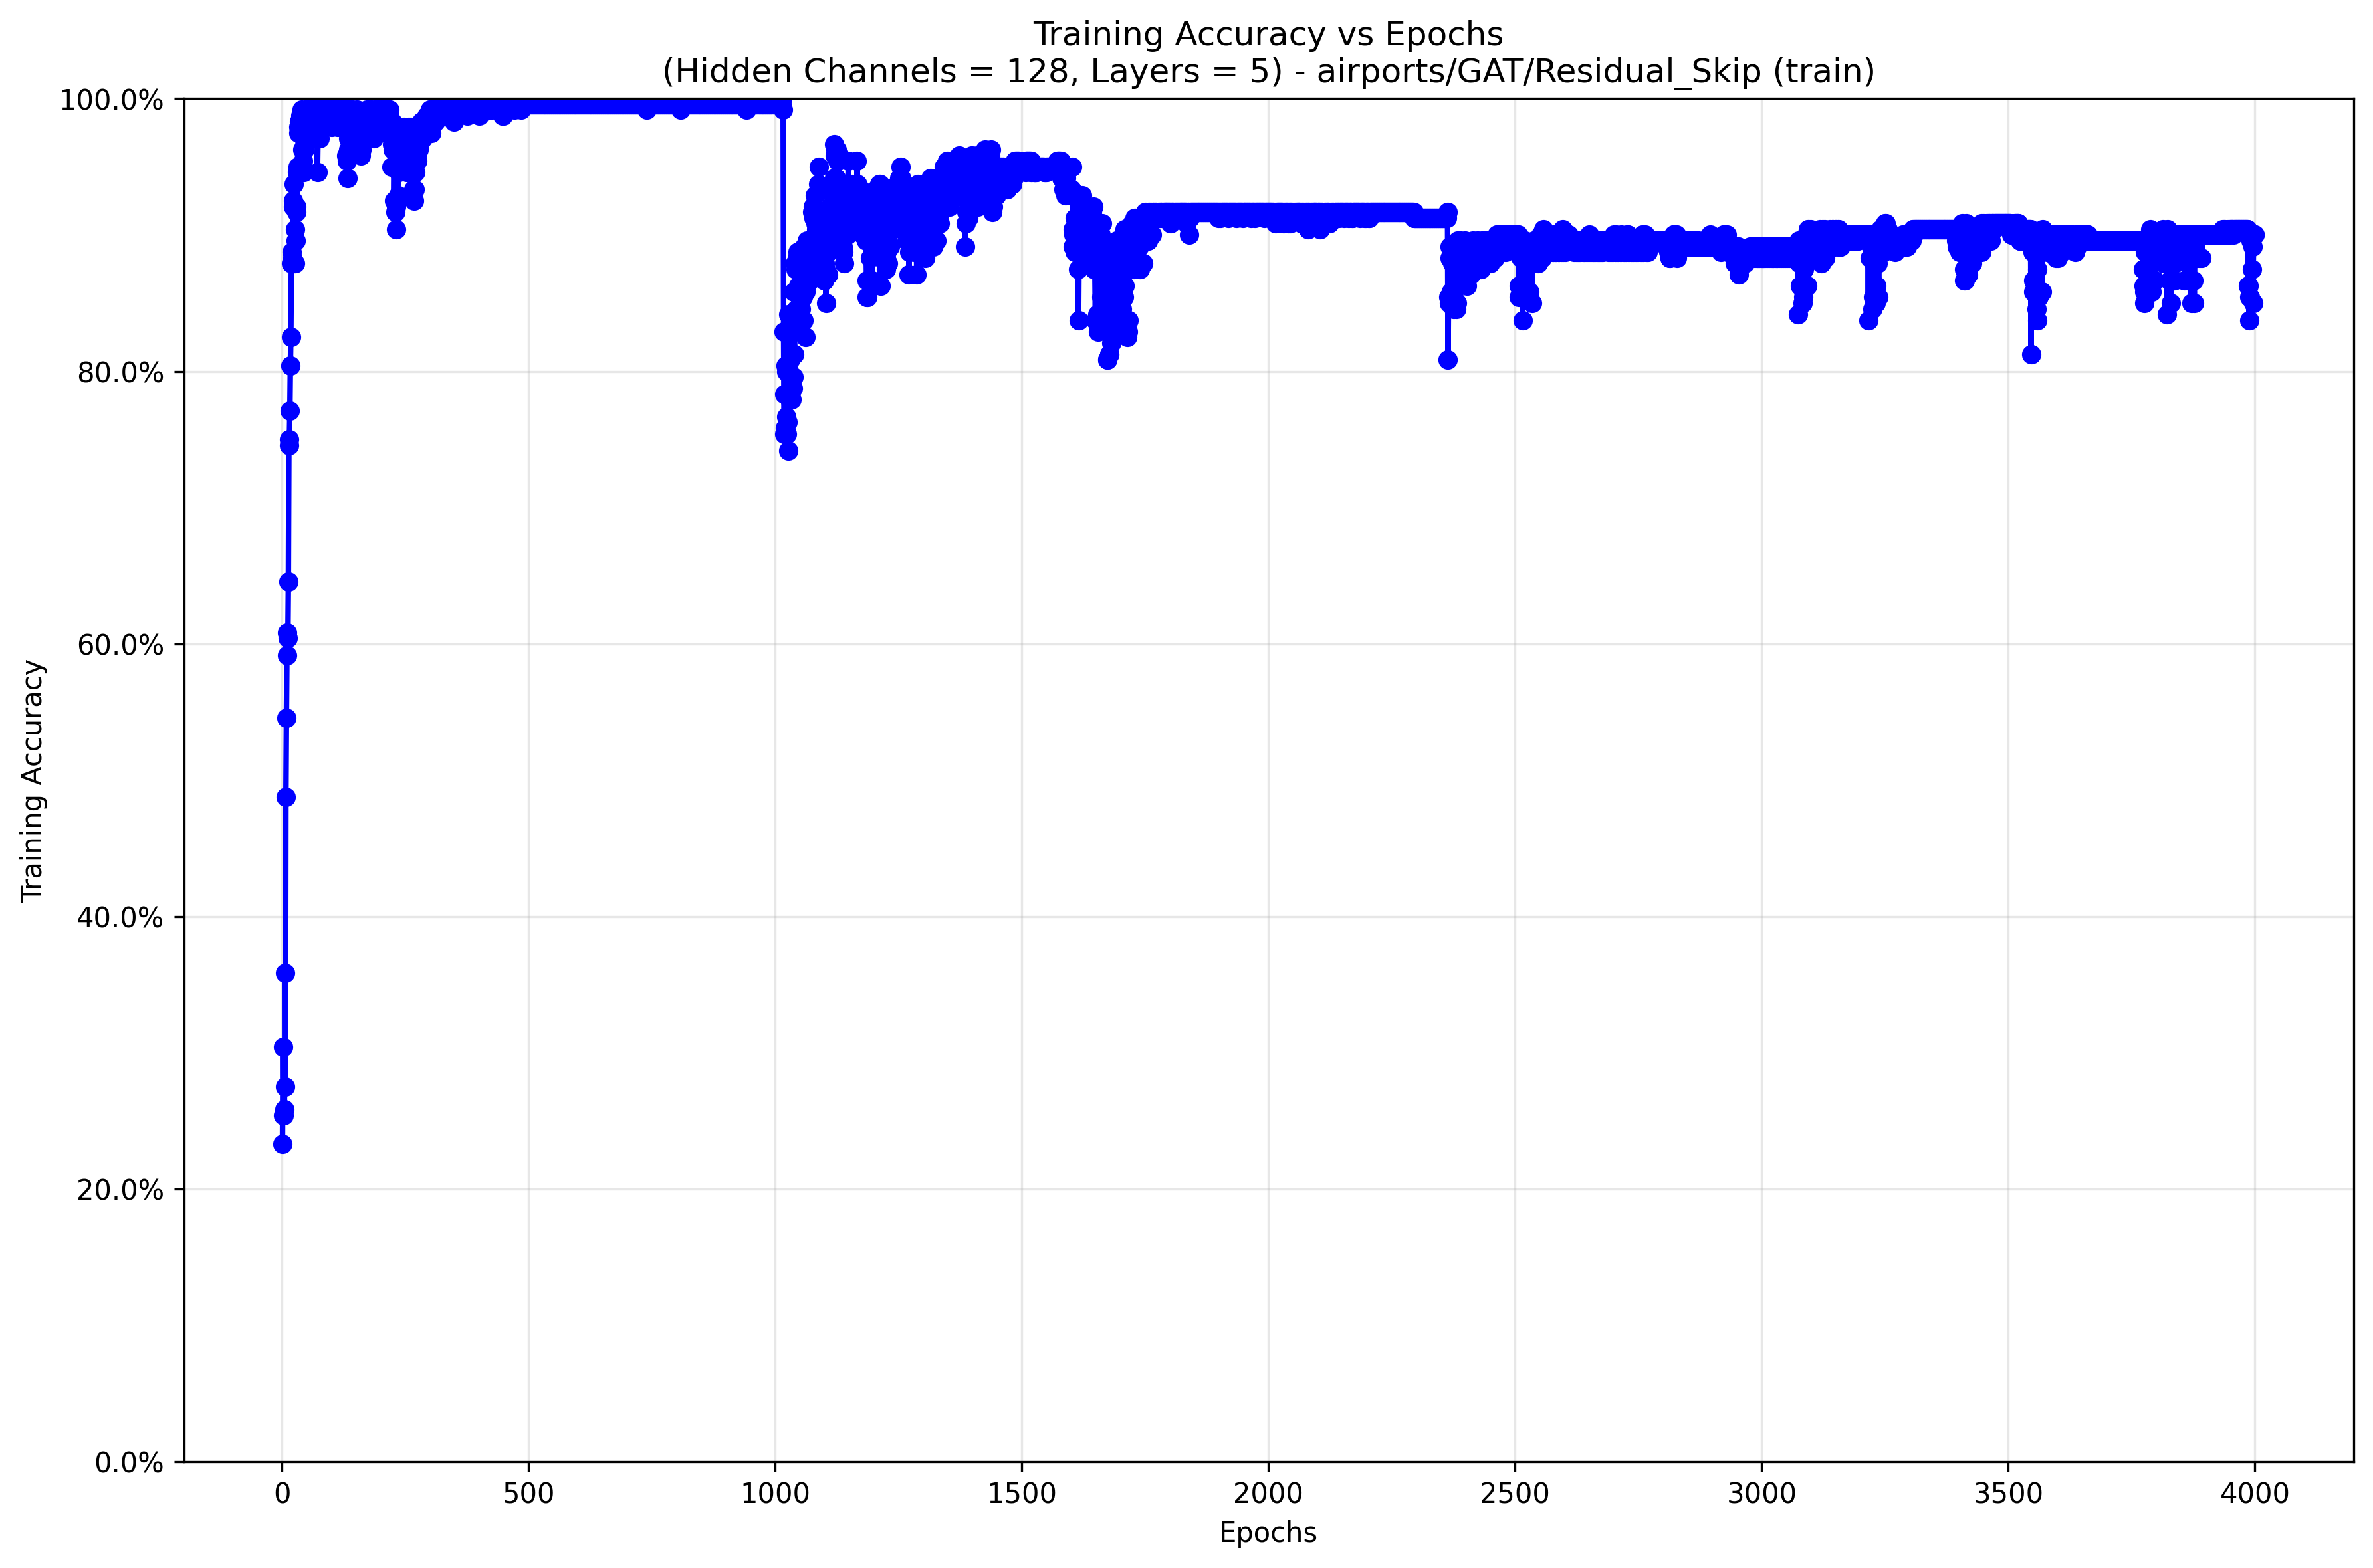 Training Accuracy vs Epochs
(Hidden Channels = 128, Layers = 5) - airports/GAT/Residual_Skip (train)
100.0%
80.0%
60.0%
40.0%
20.0%
0.0%
Training Accuracy
0 500 1000 1500 2000 2500 3000 3500 4000
Epochs